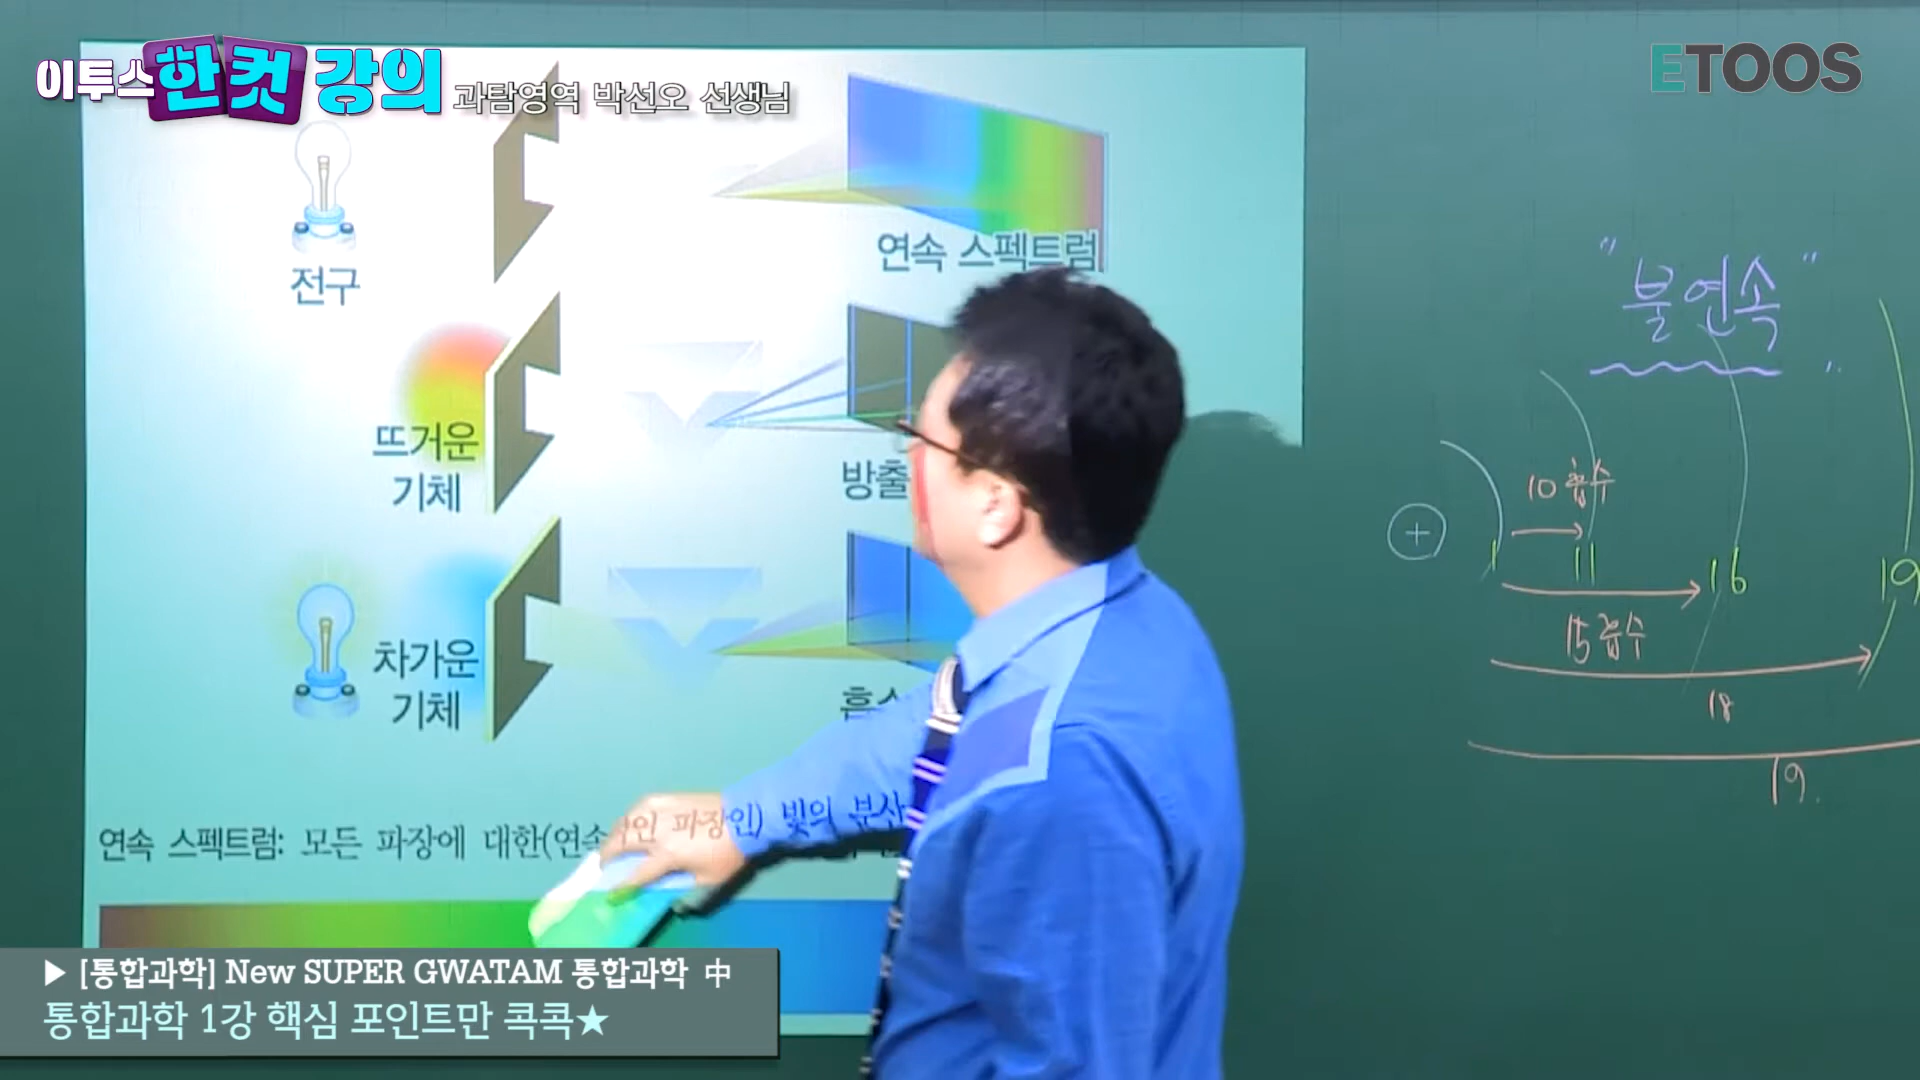 이투스 한컷 강의 과탐영역 박선오 선생님
ETOOS
전구
연속 스펙트럼
뜨거운
기체
방출
차가운
기체
흡수
연속 스펙트럼: 모든 파장에 대한(연속적인 파장인) 빛의 분산
"불연속"
10 흡수
+
1
11
16
19
15 흡수
18
19.
▶ [통합과학] New SUPER GWATAM 통합과학 中
통합과학 1강 핵심 포인트만 콕콕★